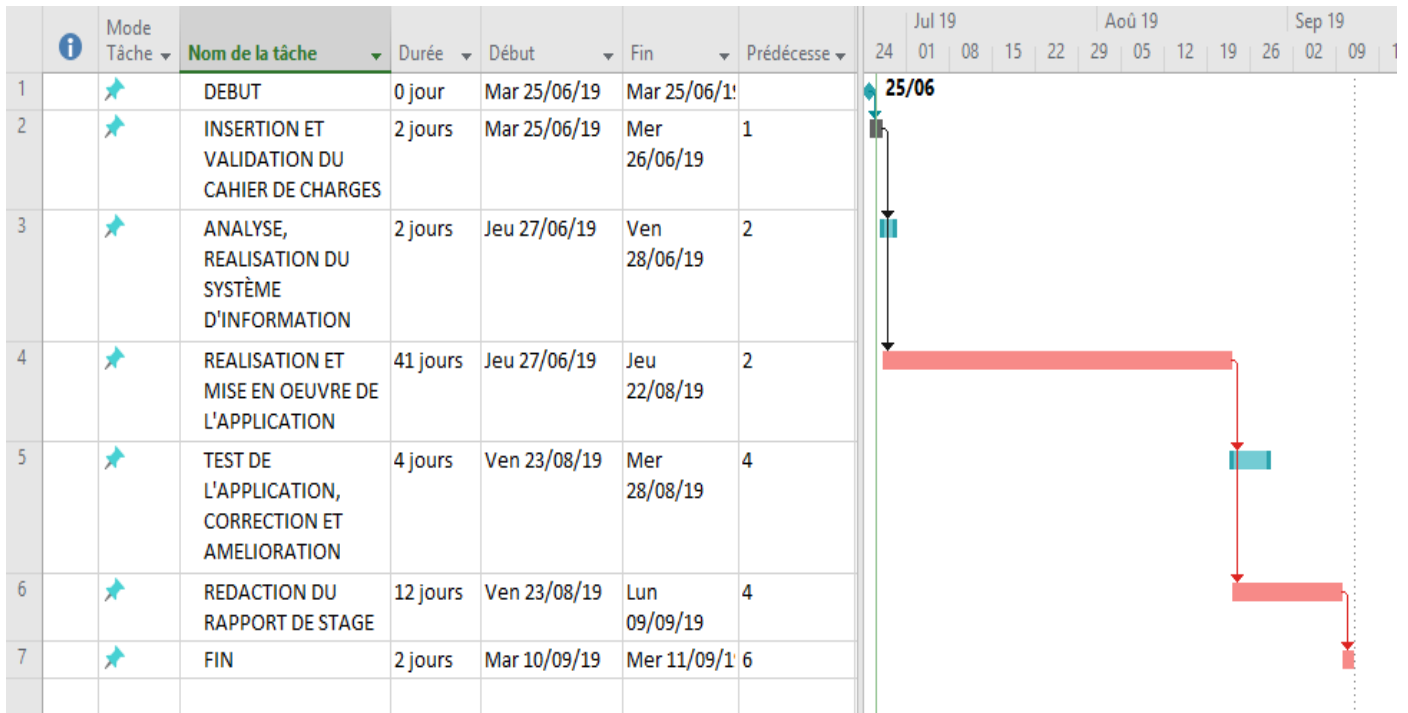 Mode
Tâche
Nom de la tâche
Durée
Début
Fin
Prédécesse
Jul 19
Aoû 19
Sep 19
24 01 08 15 22 29 05 12 19 26 02 09 1
1 DEBUT 0 jour Mar 25/06/19 Mar 25/06/1
25/06
2 INSERTION ET 2 jours Mar 25/06/19 Mer 1
VALIDATION DU 26/06/19
CAHIER DE CHARGES
3 ANALYSE, 2 jours Jeu 27/06/19 Ven 2
REALISATION DU 28/06/19
SYSTÈME
D'INFORMATION
4 REALISATION ET 41 jours Jeu 27/06/19 Jeu 2
MISE EN OEUVRE DE 22/08/19
L'APPLICATION
5 TEST DE 4 jours Ven 23/08/19 Mer 4
L'APPLICATION, 28/08/19
CORRECTION ET
AMELIORATION
6 REDACTION DU 12 jours Ven 23/08/19 Lun 4
RAPPORT DE STAGE 09/09/19
7 FIN 2 jours Mar 10/09/19 Mer 11/09/1 6